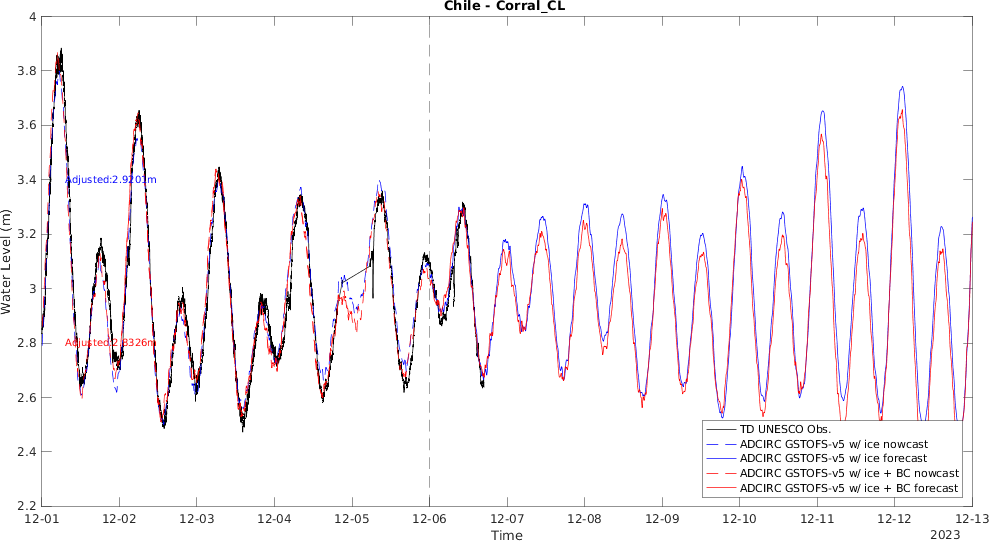 Chile - Corral_CL
4
3.8
3.6
3.4
3.2
3
2.8
2.6
2.4
2.2
Water Level (m)
Adjusted:2.9201m
Adjusted:2.8326m
TD UNESCO Obs.
ADCIRC GSTOFS-v5 w/ ice nowcast
ADCIRC GSTOFS-v5 w/ ice forecast
ADCIRC GSTOFS-v5 w/ ice + BC nowcast
ADCIRC GSTOFS-v5 w/ ice + BC forecast
12-01 12-02 12-03 12-04 12-05 12-06 12-07 12-08 12-09 12-10 12-11 12-12 12-13
Time
2023